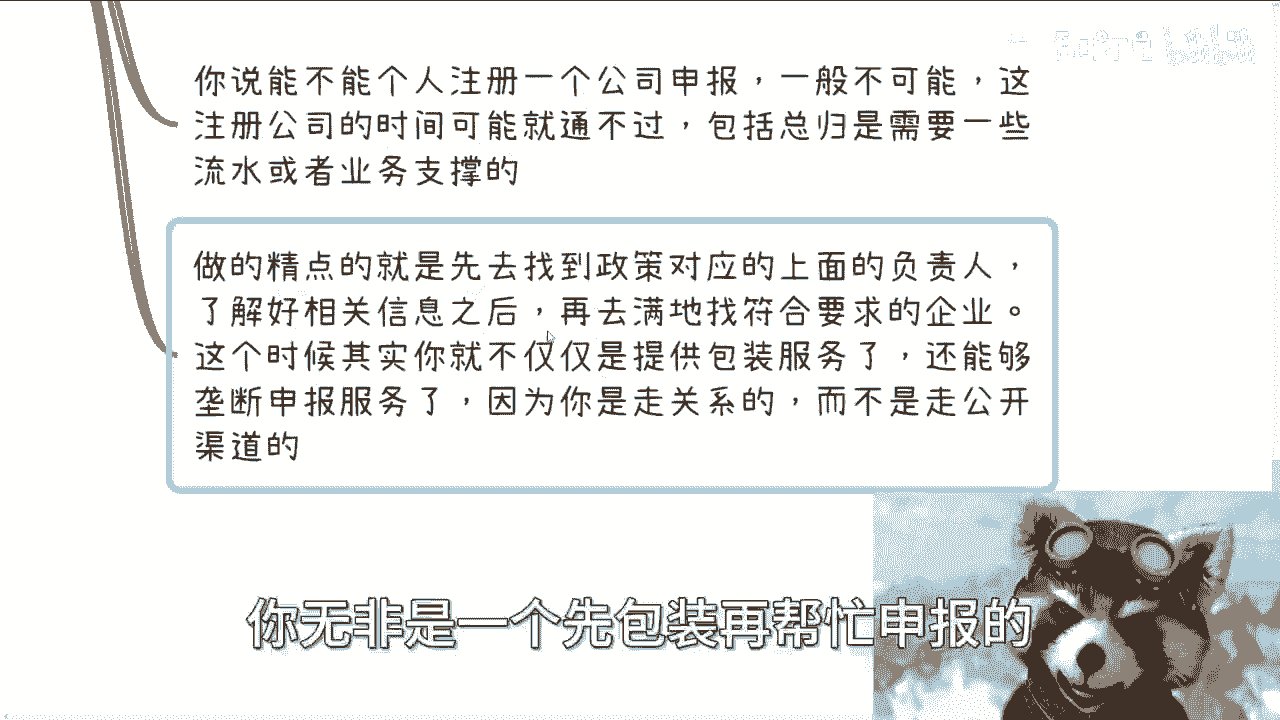 你说能不能个人注册一个公司申报，一般不可能，这
注册公司的时间可能就通不过，包括总归是需要一些
流水或者业务支撑的
做的精点的就是先去找到政策对应的上面的负责人，
了解好相关信息之后，再去满地找符合要求的企业。
这个时候其实你就不仅仅是提供包装服务了，还能够
垄断申报服务了，因为你是走关系的，而不是走公开
渠道的
你无非是一个先包装再帮忙申报的